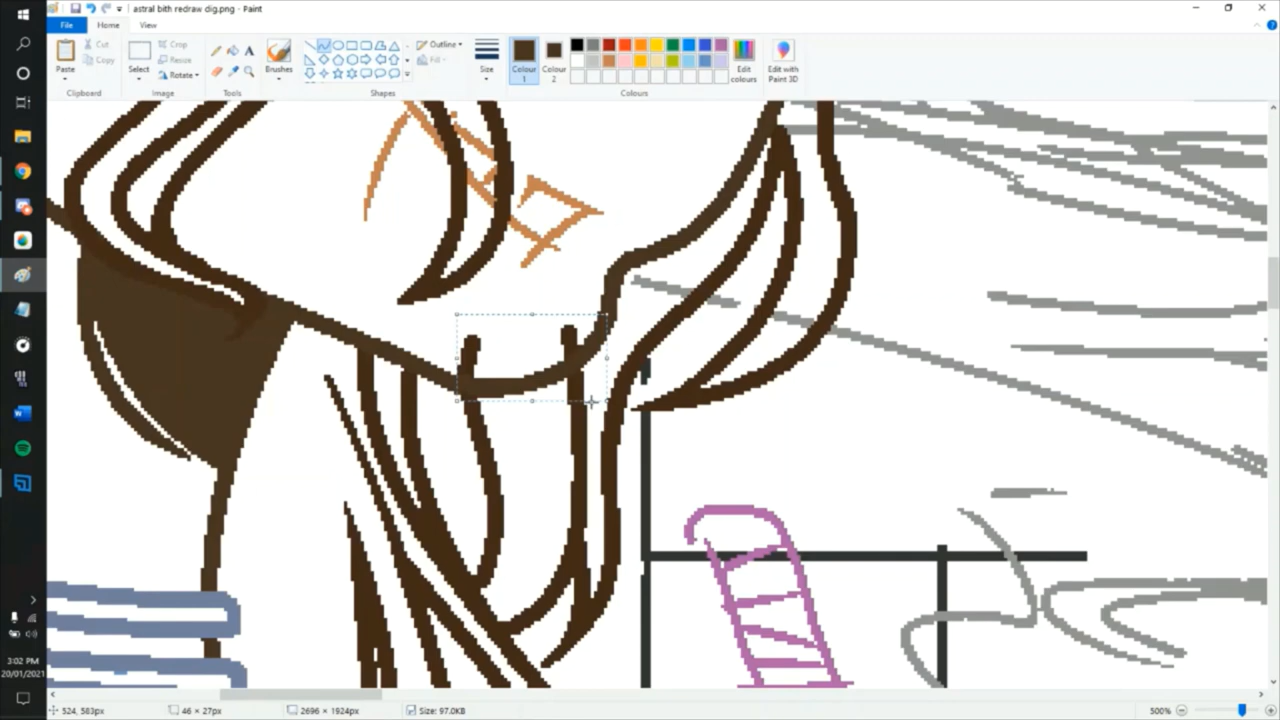 astral bith redraw dig.png - Paint
File
Home
View
Paste
Cut
Copy
Clipboard
Select
Crop
Resize
Rotate
Image
A
Tools
Brushes
Outline
Fill
Shapes
Size
Colour
1
Colour
2
Edit
colours
Edit with
Paint 3D
Colours
3:02 PM
20/01/2021
524, 583px
46 × 27px
2696 × 1924px
Size: 97.0KB
500%